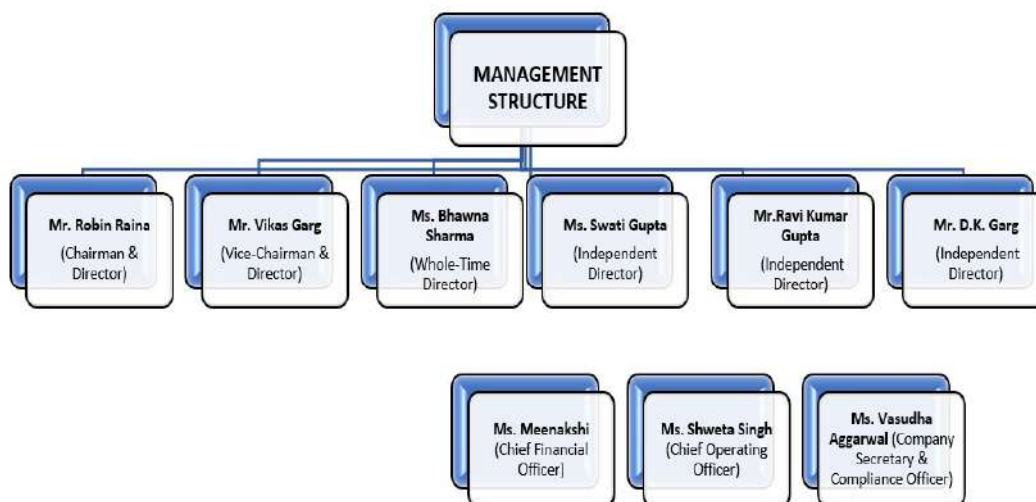 MANAGEMENT
STRUCTURE
Mr. Robin Raina
(Chairman &
Director)
Mr. Vikas Garg
(Vice-Chairman &
Director)
Ms. Bhawna
Sharma
(Whole-Time
Director)
Ms. Swati Gupta
(Independent
Director)
Mr.Ravi Kumar
Gupta
(Independent
Director)
Mr. D.K. Garg
(Independent
Director)
Ms. Meenakshi
(Chief Financial
Officer)
Ms. Shweta Singh
(Chief Operating
Officer)
Ms. Vasudha
Aggarwal (Company
Secretary &
Compliance Officer)